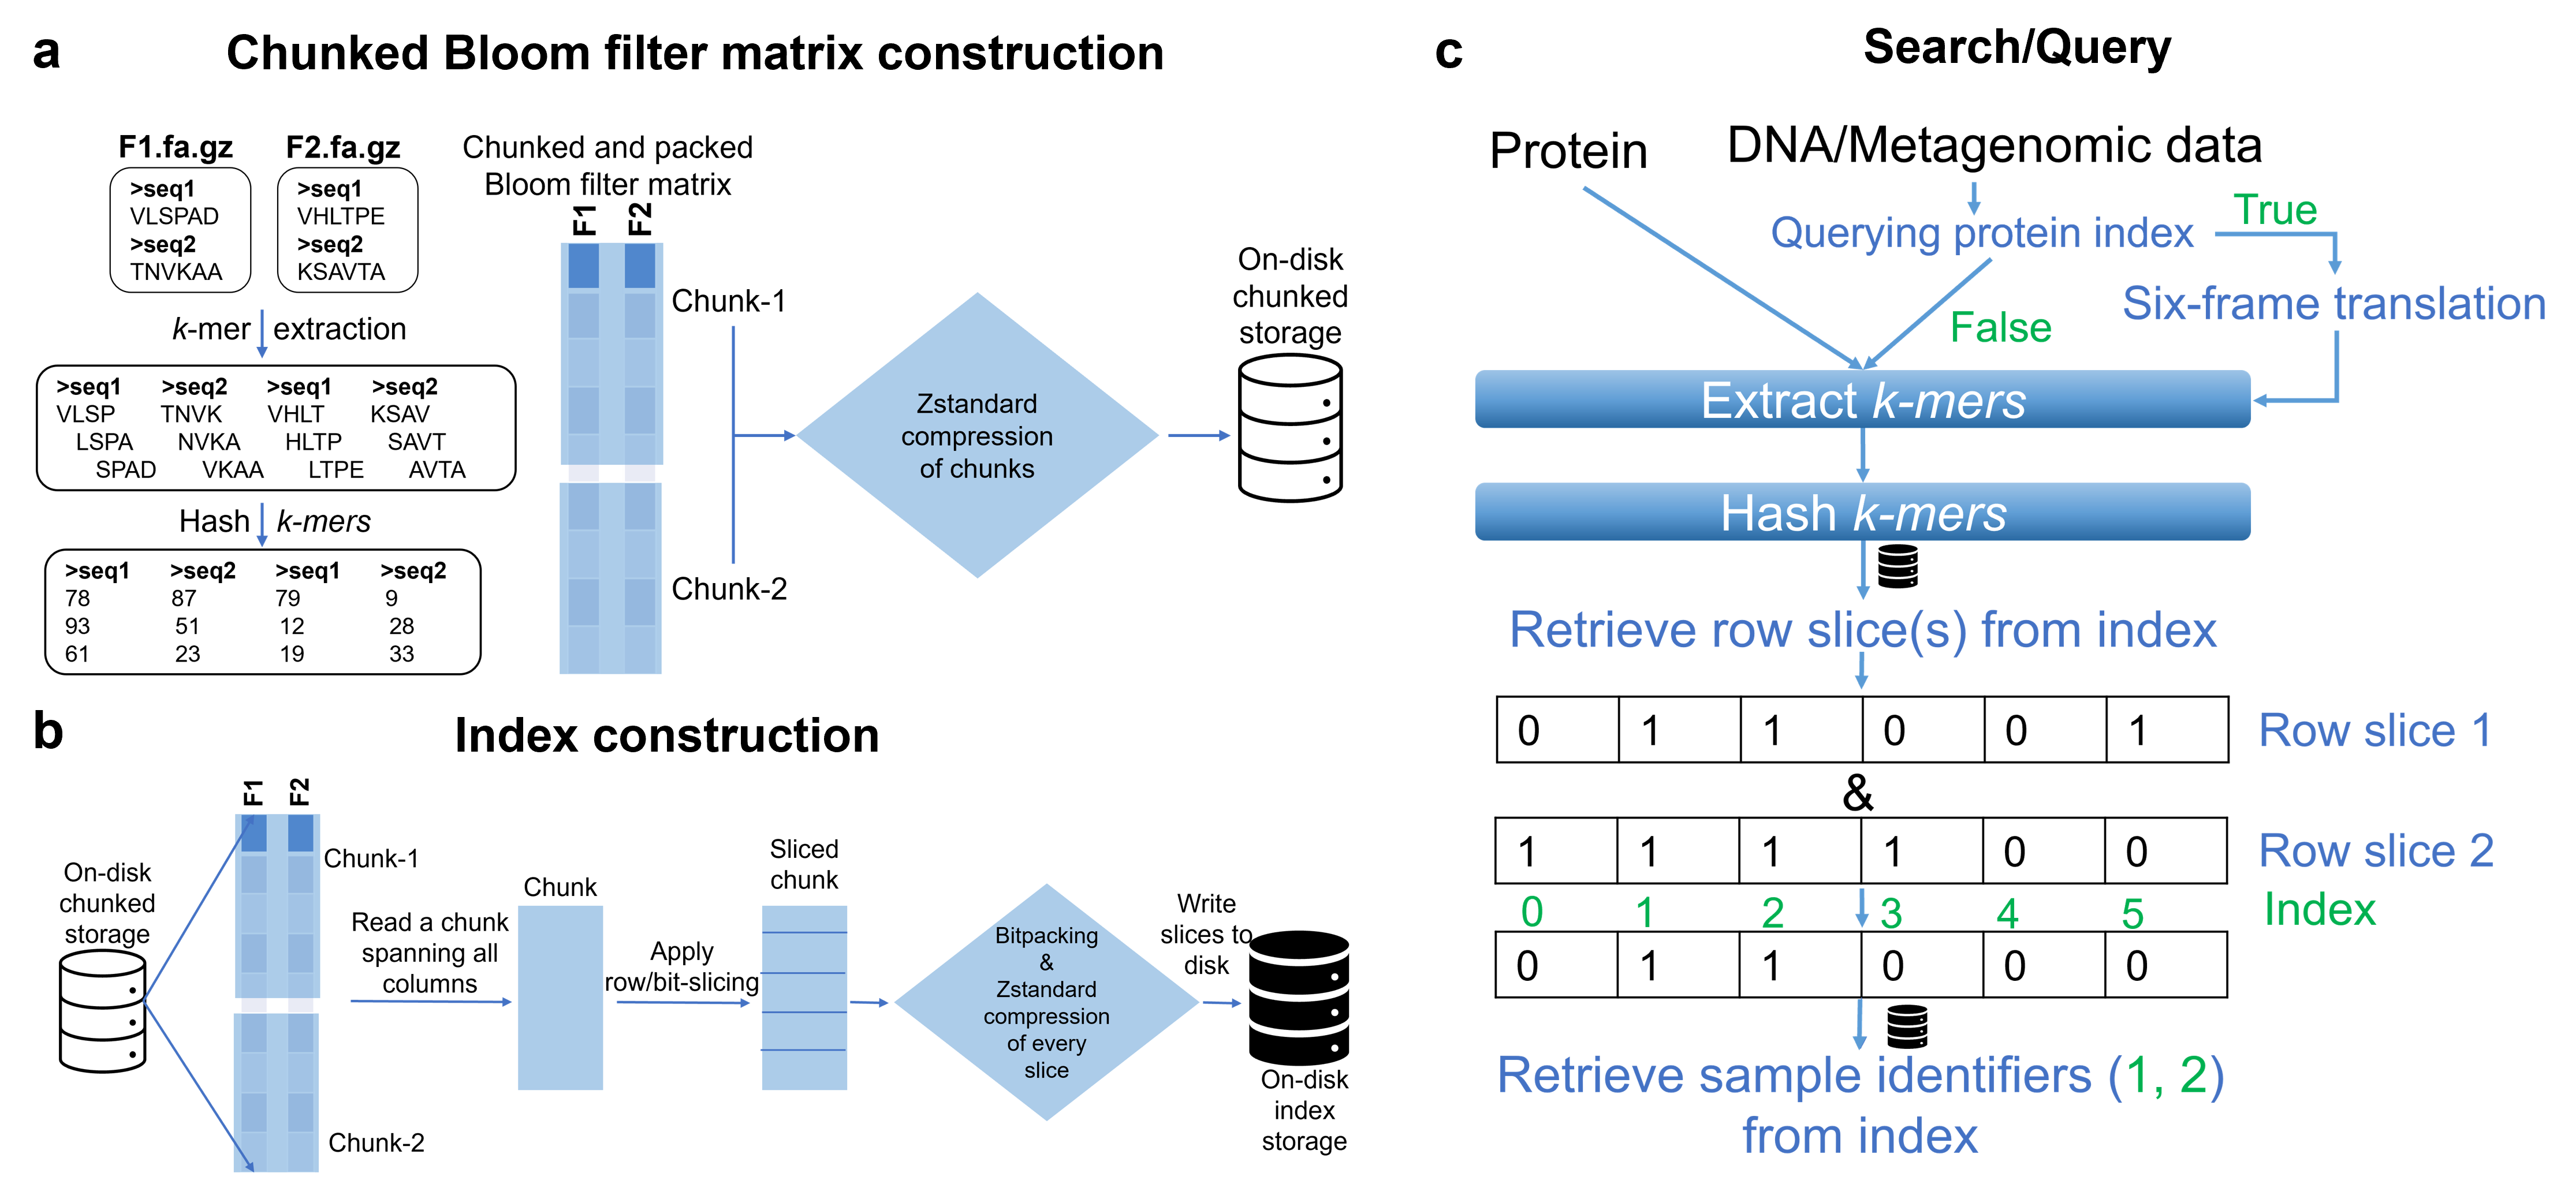 a
Chunked Bloom filter matrix construction
F1.fa.gz
F2.fa.gz
>seq1
VLSPAD
>seq2
TNVKAA
>seq1
VHLTPE
>seq2
KSAVTA
k-mer extraction
>seq1 >seq2 >seq1 >seq2
VLSP TNVK VHLT KSAV
LSPA NVKA HLTP SAVT
SPAD VKAA LTPE AVTA
Hash k-mers
>seq1 >seq2 >seq1 >seq2
78 87 79 9
93 51 12 28
61 23 19 33
Chunked and packed
Bloom filter matrix
F1
F2
Chunk-1
Chunk-2
Zstandard
compression
of chunks
On-disk
chunked
storage
b
Index construction
On-disk
chunked
storage
F1
F2
Chunk-1
Chunk-2
Read a chunk
spanning all
columns
Chunk
Apply
row/bit-slicing
Sliced
chunk
Bitpacking
&
Zstandard
compression
of every
slice
Write
slices to
disk
On-disk
index
storage
c
Search/Query
Protein
DNA/Metagenomic data
Querying protein index
True
Six-frame translation
False
Extract k-mers
Hash k-mers
Retrieve row slice(s) from index
0 1 1 0 0 1 Row slice 1
&
1 1 1 1 0 0 Row slice 2
0 1 2 3 4 5 Index
0 1 1 0 0 0
Retrieve sample identifiers (1, 2)
from index